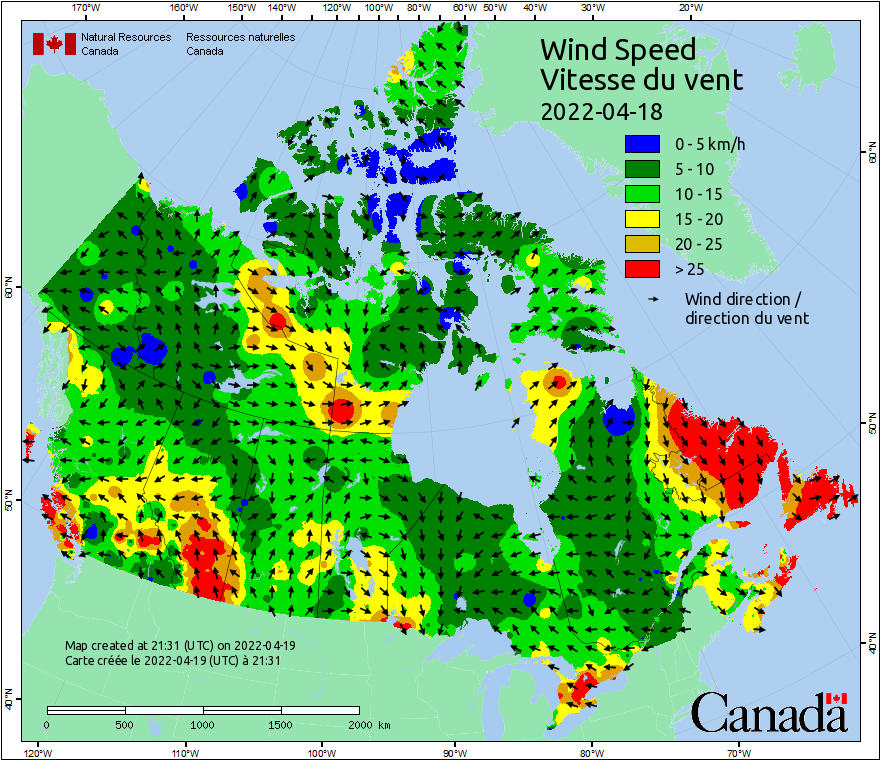 170°W 160°W 150°W 140°W 120°W 100°W 80°W 60°W 50°W 40°W 30°W 20°W
Natural Resources Ressources naturelles
Canada Canada
Wind Speed
Vitesse du vent
2022-04-18
0 - 5 km/h
5 - 10
10 - 15
15 - 20
20 - 25
> 25
Wind direction /
direction du vent
60°N
60°N
50°N
50°N
40°N
40°N
Map created at 21:31 (UTC) on 2022-04-19
Carte créée le 2022-04-19 (UTC) à 21:31
0 500 1000 1500 2000 km
Canada
120°W 110°W 100°W 90°W 80°W 70°W